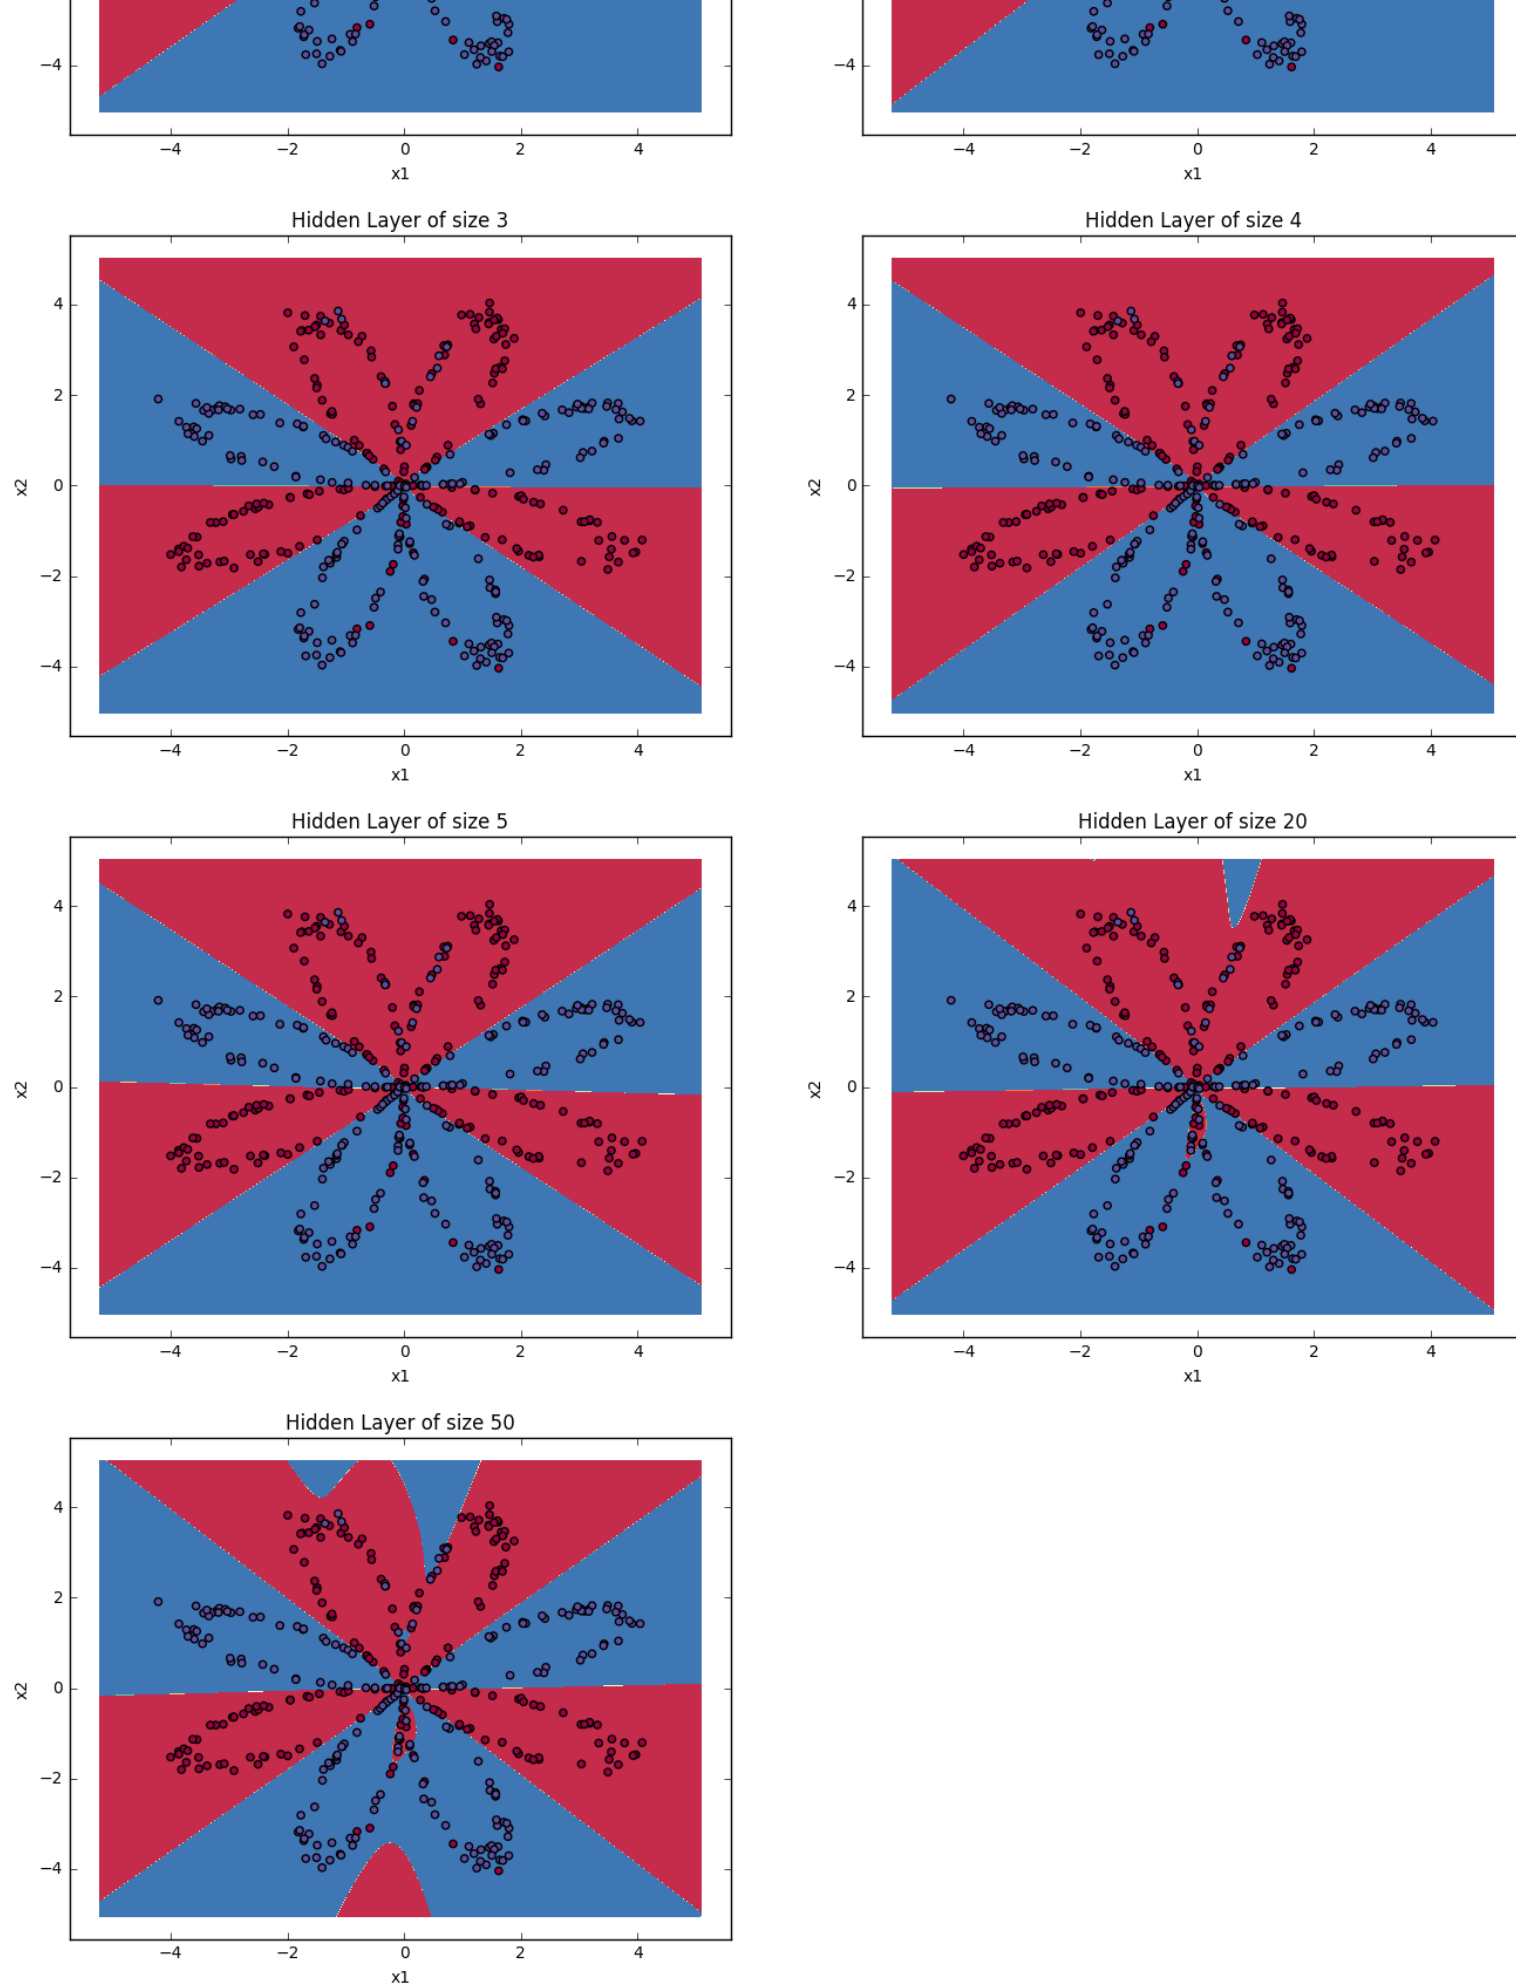 −4
−4 −2 0 2 4
x1
−4
−4 −2 0 2 4
x1
Hidden Layer of size 3
4
2
0
−2
−4
x2
−4 −2 0 2 4
x1
Hidden Layer of size 4
4
2
0
−2
−4
x2
−4 −2 0 2 4
x1
Hidden Layer of size 5
4
2
0
−2
−4
x2
−4 −2 0 2 4
x1
Hidden Layer of size 20
4
2
0
−2
−4
x2
−4 −2 0 2 4
x1
Hidden Layer of size 50
4
2
0
−2
−4
x2
−4 −2 0 2 4
x1